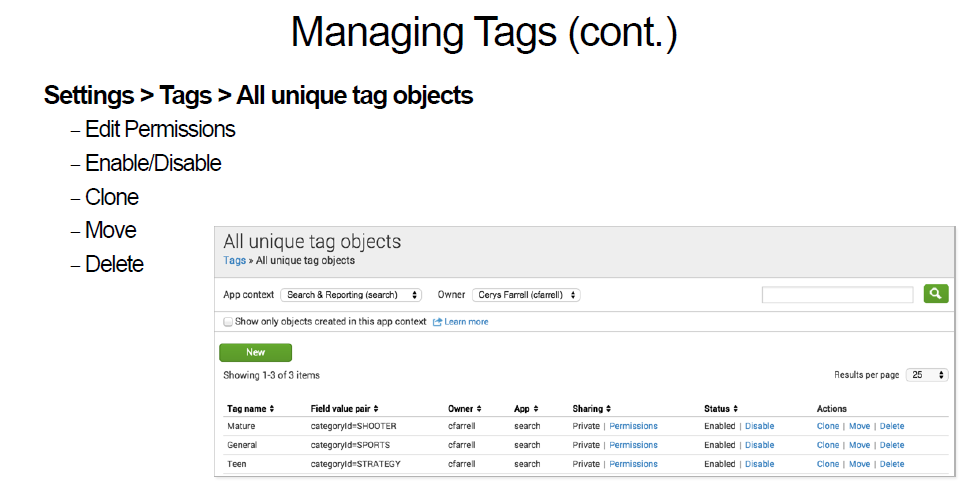 Managing Tags (cont.)
Settings > Tags > All unique tag objects
– Edit Permissions
– Enable/Disable
– Clone
– Move
– Delete
All unique tag objects
Tags » All unique tag objects
App context Search & Reporting (search) Owner Cerys Farrell (cfarrell)
Show only objects created in this app context Learn more
New
Showing 1-3 of 3 items Results per page 25
Tag name Field value pair Owner App Sharing Status Actions
Mature categoryId=SHOOTER cfarrell search Private | Permissions Enabled | Disable Clone | Move | Delete
General categoryId=SPORTS cfarrell search Private | Permissions Enabled | Disable Clone | Move | Delete
Teen categoryId=STRATEGY cfarrell search Private | Permissions Enabled | Disable Clone | Move | Delete